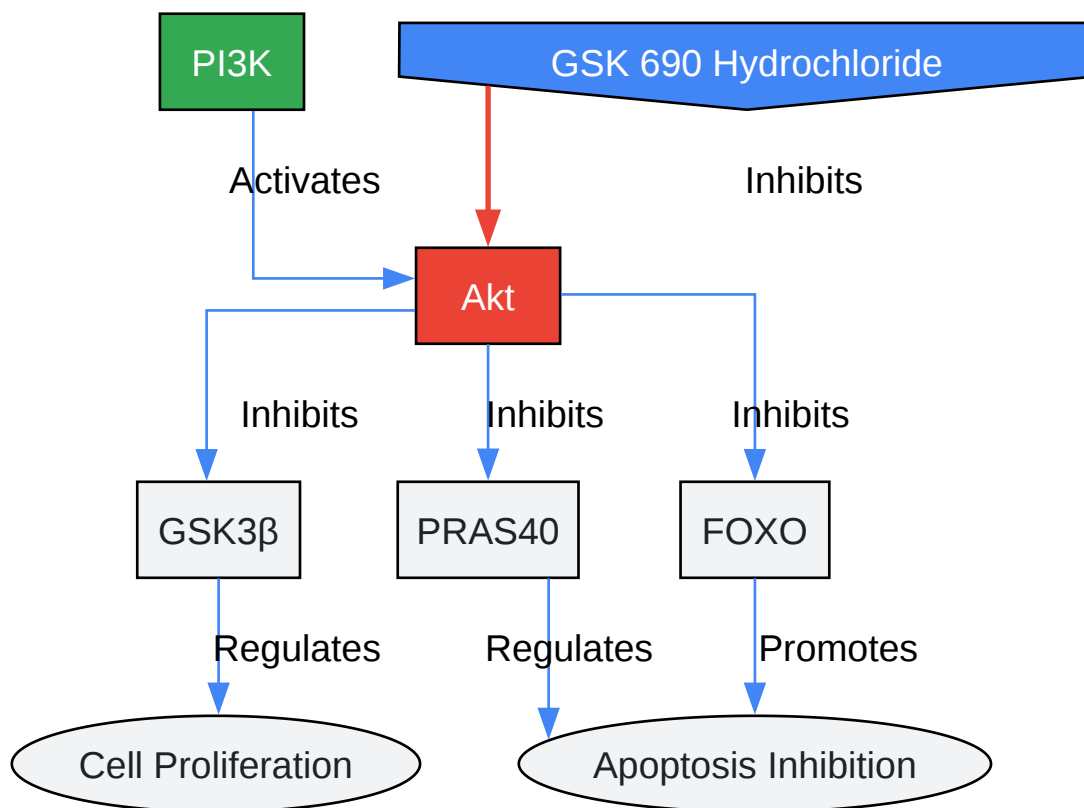 PI3K
GSK 690 Hydrochloride
Activates
Inhibits
Akt
Inhibits
Inhibits
Inhibits
GSK3β
PRAS40
FOXO
Regulates
Regulates
Promotes
Cell Proliferation
Apoptosis Inhibition